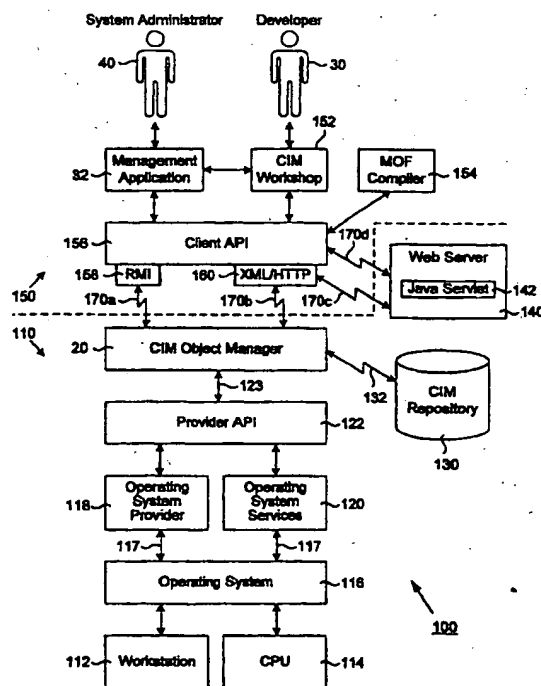 System Administrator
Developer
40
30
152
Management
Application
82
CIM
Workshop
MOF
Compiler
154
156
Client API
170d
158
RMI
160
XML/HTTP
Web Server
Java Servlet
142
140
150
170a
170b
170c
110
20
CIM Object Manager
123
132
CIM
Repository
130
Provider API
122
118
Operating
System
Provider
Operating
System
Services
120
117
117
Operating System
116
100
112
Workstation
CPU
114